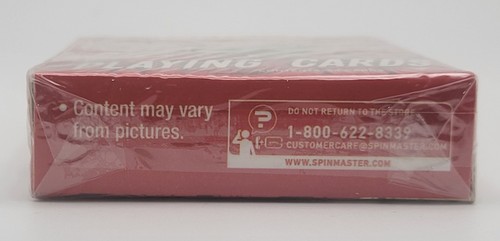 PLAYING CARDS
• Content may vary
from pictures.
?
DO NOT RETURN TO THE STORE
1-800-622-8339
CUSTOMERCARE@SPINMASTER.COM
WWW.SPINMASTER.COM